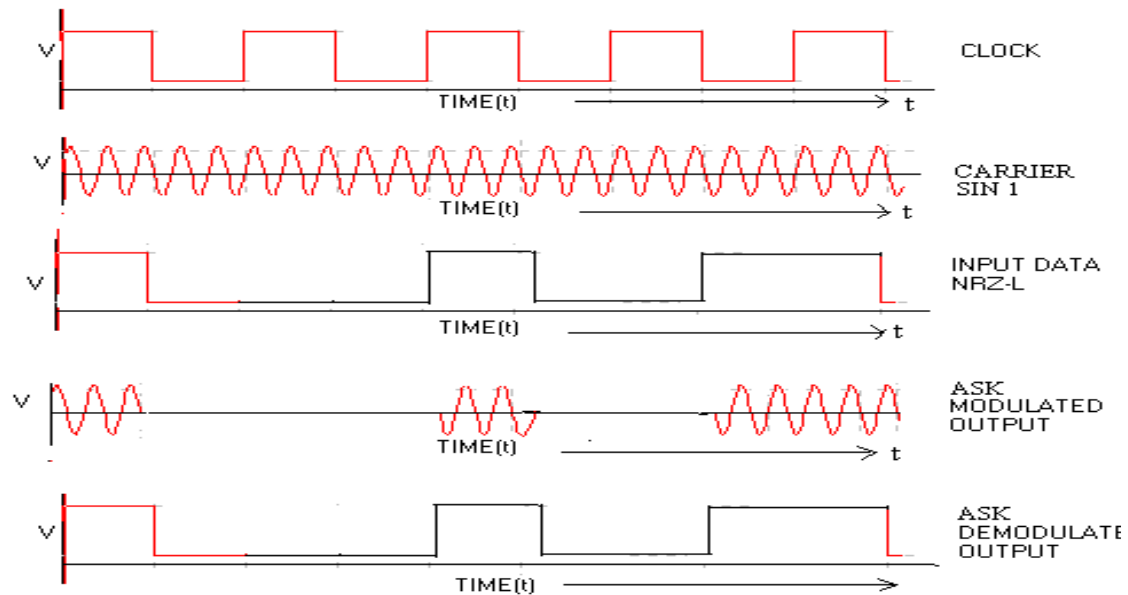 V
CLOCK
TIME(t)
t
V
CARRIER
SIN 1
TIME(t)
t
V
INPUT DATA
NRZ-L
TIME(t)
t
V
ASK
MODULATED
OUTPUT
TIME(t)
t
V
ASK
DEMODULATE
OUTPUT
TIME(t)